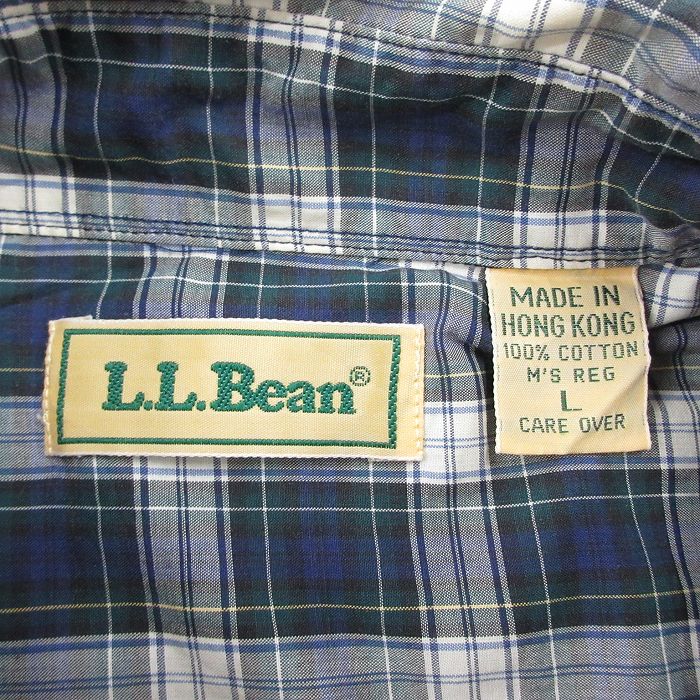 L.L.Bean®
MADE IN
HONG KONG
100% COTTON
M'S REG
L
CARE OVER